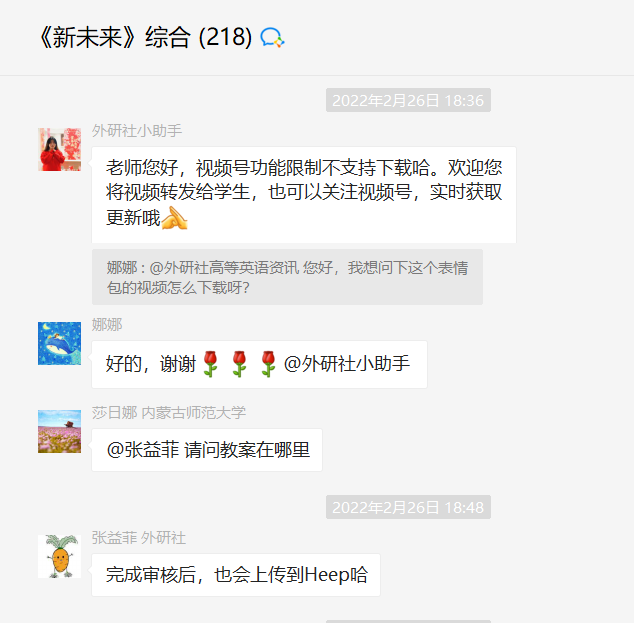 《新未来》综合 (218)
2022年2月26日 18:36
外研社小助手
老师您好，视频号功能限制不支持下载哈。欢迎您
将视频转发给学生，也可以关注视频号，实时获取
更新哦
娜娜 : @外研社高等英语资讯 您好，我想问下这个表情
包的视频怎么下载呀?
娜娜
好的，谢谢 @外研社小助手
莎日娜 内蒙古师范大学
@张益菲 请问教案在哪里
2022年2月26日 18:48
张益菲 外研社
完成审核后，也会上传到Heep哈